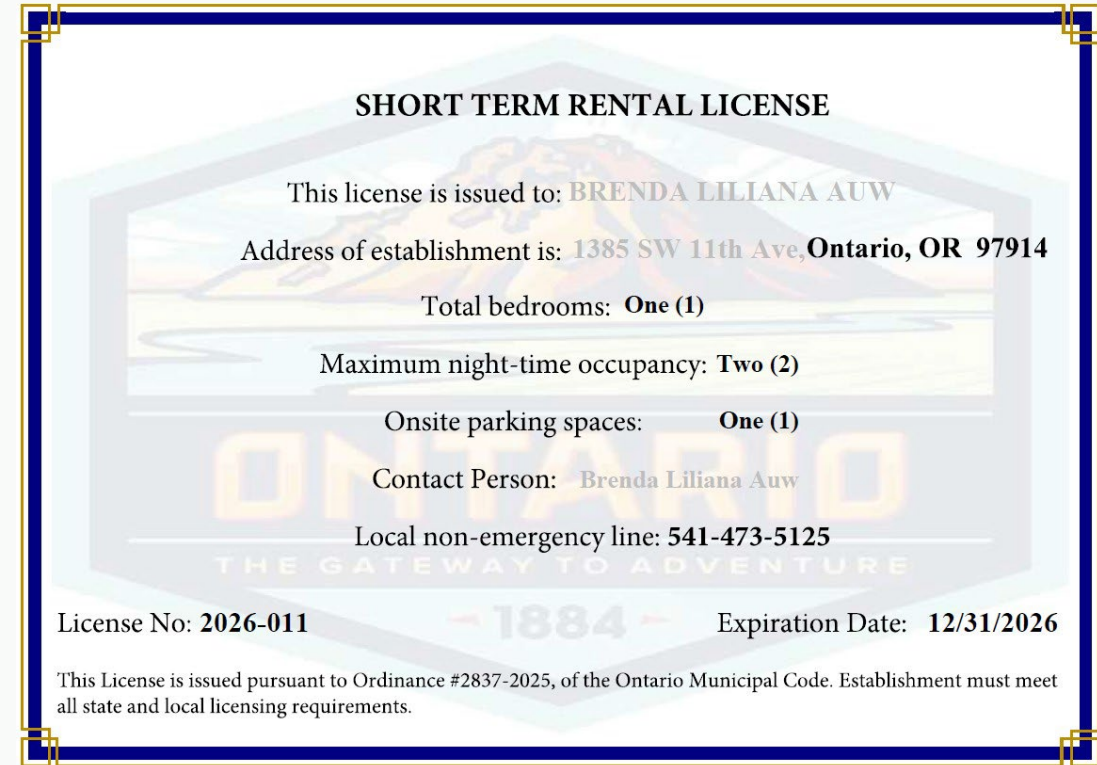 SHORT TERM RENTAL LICENSE
This license is issued to: BRENDA LILIANA AUW
Address of establishment is: 1385 SW 11th Ave,Ontario, OR 97914
Total bedrooms: One (1)
Maximum night-time occupancy: Two (2)
Onsite parking spaces: One (1)
Contact Person: Brenda Liliana Auw
Local non-emergency line: 541-473-5125
ONTARIO
THE GATEWAY TO ADVENTURE
1884
License No: 2026-011 Expiration Date: 12/31/2026
This License is issued pursuant to Ordinance #2837-2025, of the Ontario Municipal Code. Establishment must meet
all state and local licensing requirements.